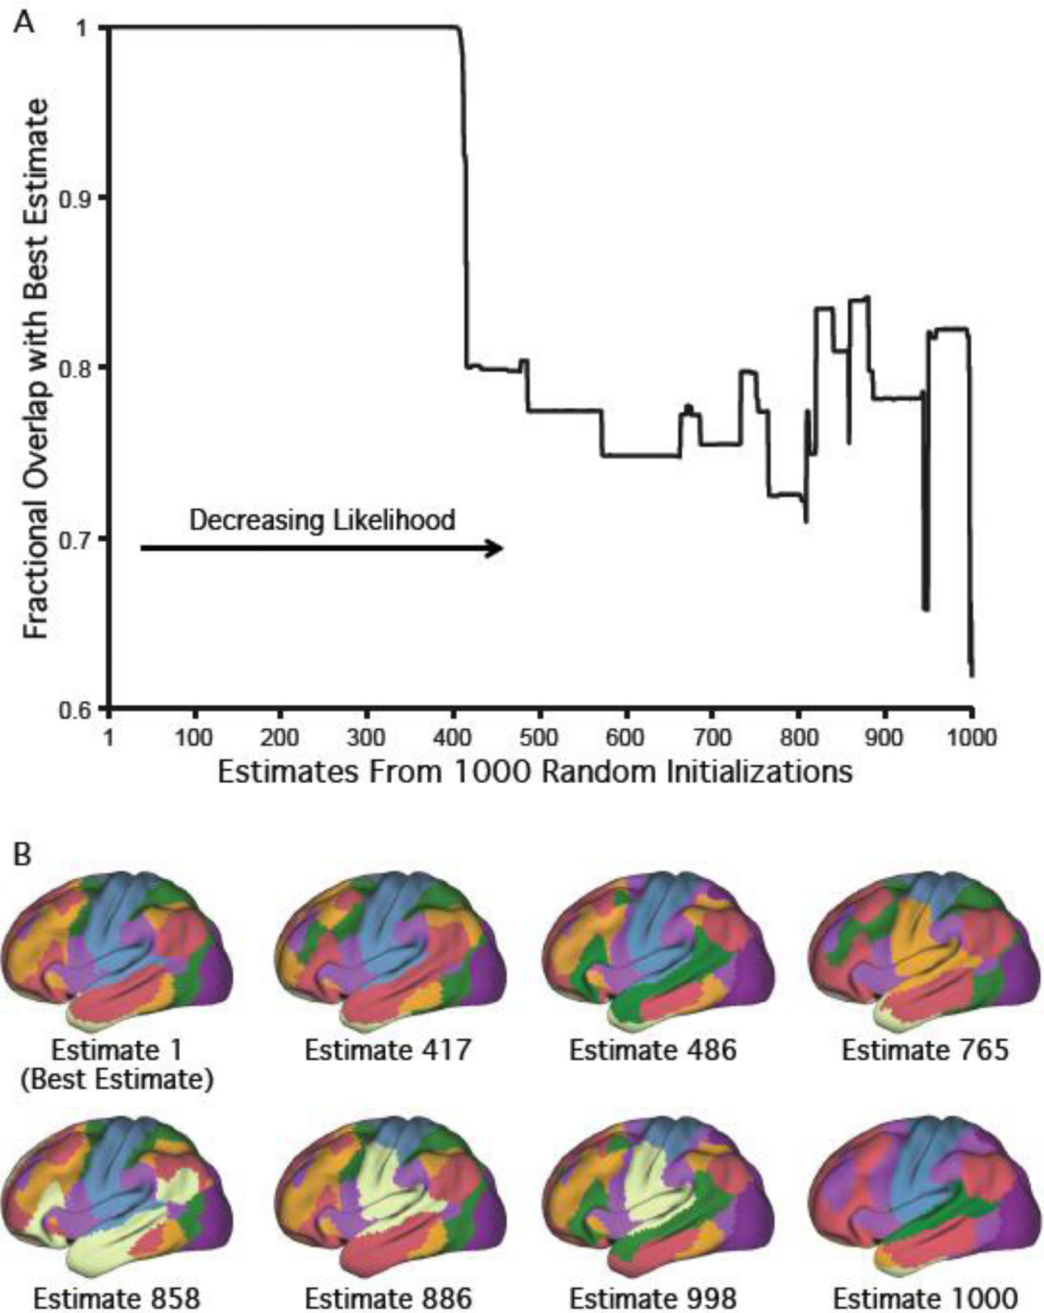 A
Fractional Overlap with Best Estimate
1
0.9
0.8
0.7
0.6
Decreasing Likelihood
1 100 200 300 400 500 600 700 800 900 1000
Estimates From 1000 Random Initializations
B
Estimate 1 Estimate 417 Estimate 486 Estimate 765
(Best Estimate)
Estimate 858 Estimate 886 Estimate 998 Estimate 1000